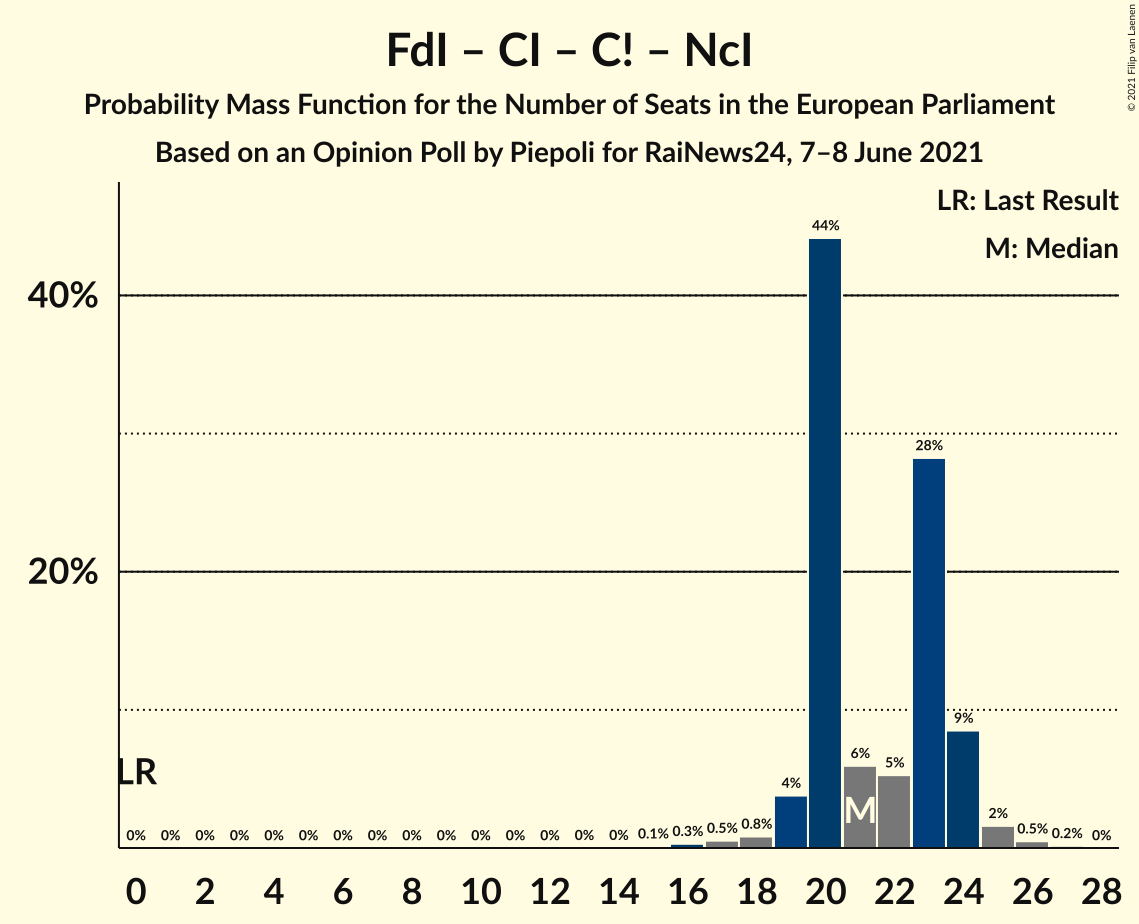 FdI – CI – C! – NcI
Probability Mass Function for the Number of Seats in the European Parliament
Based on an Opinion Poll by Piepoli for RaiNews24, 7–8 June 2021
© 2021 Filip van Laenen
LR: Last Result
M: Median
44%
40%
28%
20%
9%
6%
5%
LR
4%
M
2%
0% 0% 0% 0% 0% 0% 0% 0% 0% 0% 0% 0% 0% 0% 0% 0.1% 0.3% 0.5% 0.8% 0.5% 0.2% 0%
0 2 4 6 8 10 12 14 16 18 20 22 24 26 28